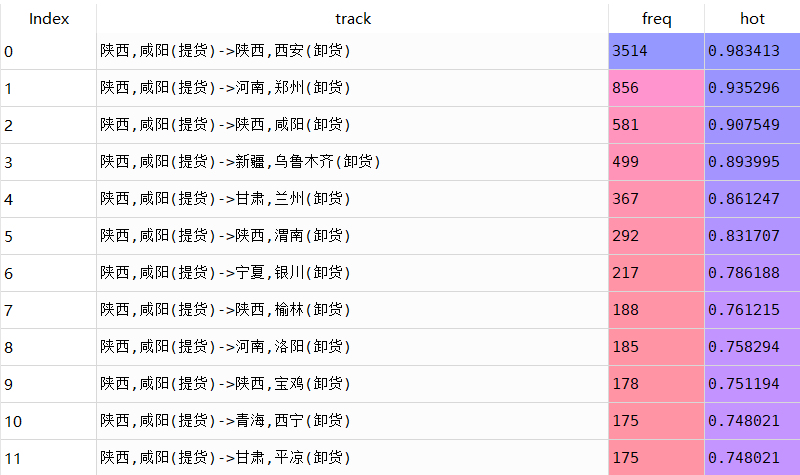 Index track freq hot
0 陕西,咸阳(提货)->陕西,西安(卸货) 3514 0.983413
1 陕西,咸阳(提货)->河南,郑州(卸货) 856 0.935296
2 陕西,咸阳(提货)->陕西,咸阳(卸货) 581 0.907549
3 陕西,咸阳(提货)->新疆,乌鲁木齐(卸货) 499 0.893995
4 陕西,咸阳(提货)->甘肃,兰州(卸货) 367 0.861247
5 陕西,咸阳(提货)->陕西,渭南(卸货) 292 0.831707
6 陕西,咸阳(提货)->宁夏,银川(卸货) 217 0.786188
7 陕西,咸阳(提货)->陕西,榆林(卸货) 188 0.761215
8 陕西,咸阳(提货)->河南,洛阳(卸货) 185 0.758294
9 陕西,咸阳(提货)->陕西,宝鸡(卸货) 178 0.751194
10 陕西,咸阳(提货)->青海,西宁(卸货) 175 0.748021
11 陕西,咸阳(提货)->甘肃,平凉(卸货) 175 0.748021